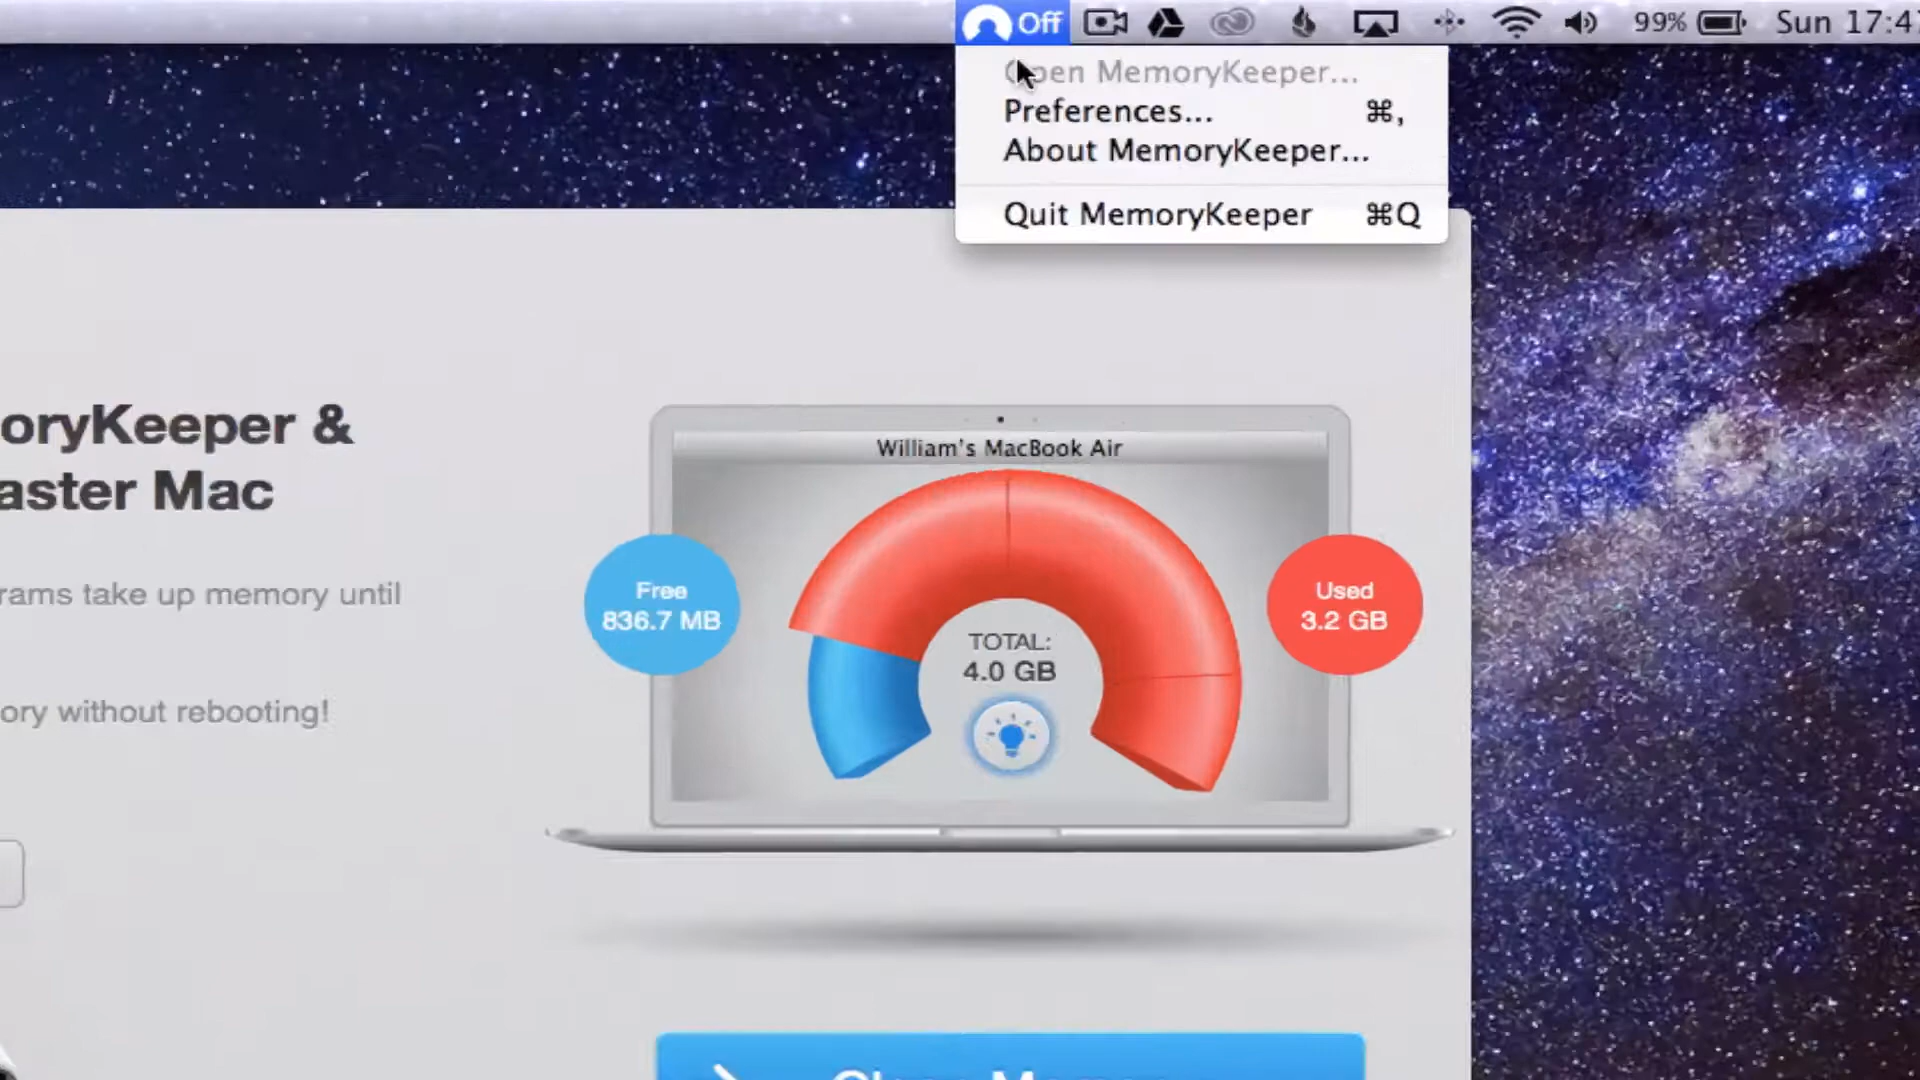 Off
99%
Sun 17:4
Open MemoryKeeper...
Preferences... ⌘,
About MemoryKeeper...
Quit MemoryKeeper ⌘Q
oryKeeper &
aster Mac
rams take up memory until
ory without rebooting!
William's MacBook Air
Free
836.7 MB
Used
3.2 GB
TOTAL:
4.0 GB